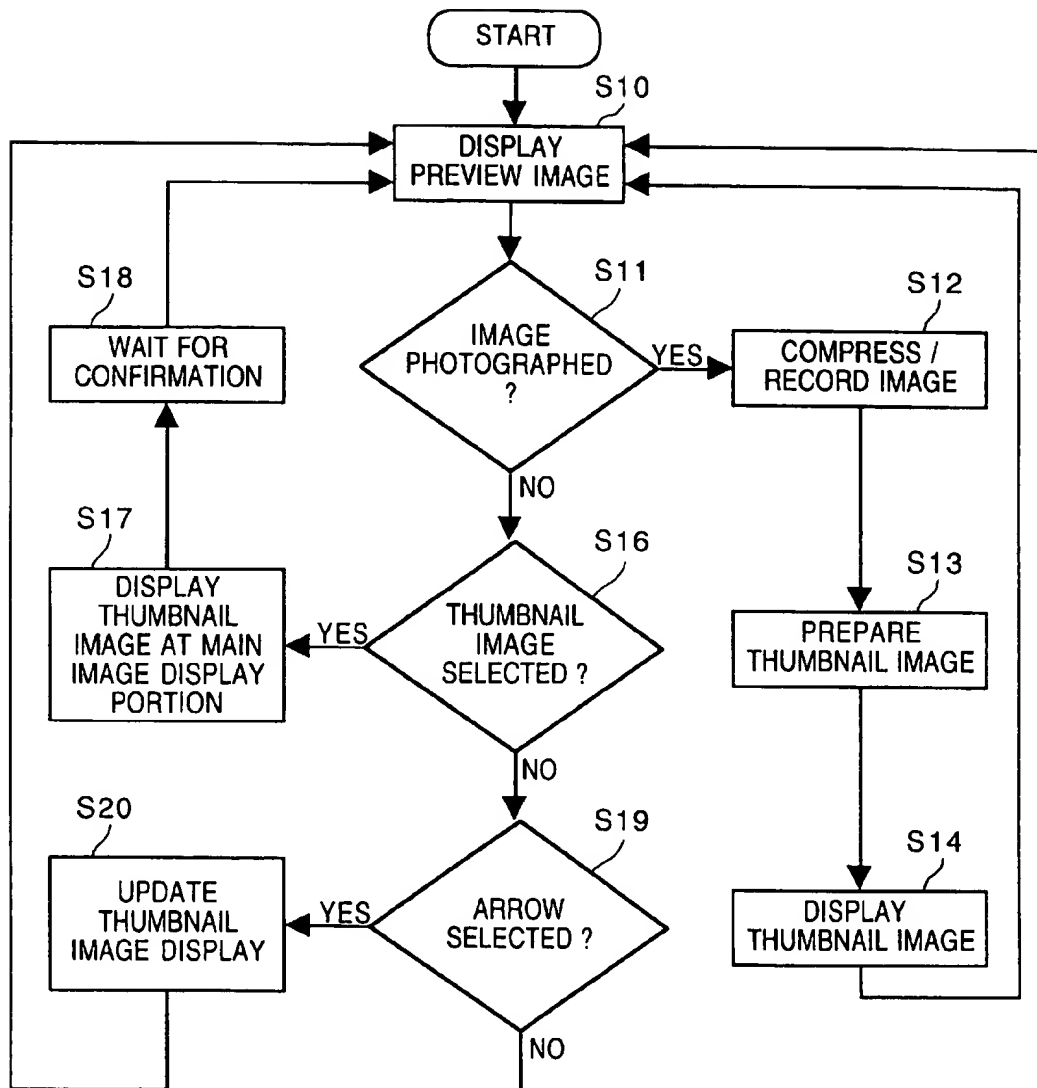 START
S10
DISPLAY
PREVIEW IMAGE
S11
IMAGE
PHOTOGRAPHED
?
YES
NO
S12
COMPRESS /
RECORD IMAGE
S18
WAIT FOR
CONFIRMATION
S17
DISPLAY
THUMBNAIL
IMAGE AT MAIN
IMAGE DISPLAY
PORTION
S16
THUMBNAIL
IMAGE
SELECTED ?
YES
NO
S13
PREPARE
THUMBNAIL IMAGE
S20
UPDATE
THUMBNAIL
IMAGE DISPLAY
S19
ARROW
SELECTED ?
YES
NO
S14
DISPLAY
THUMBNAIL IMAGE